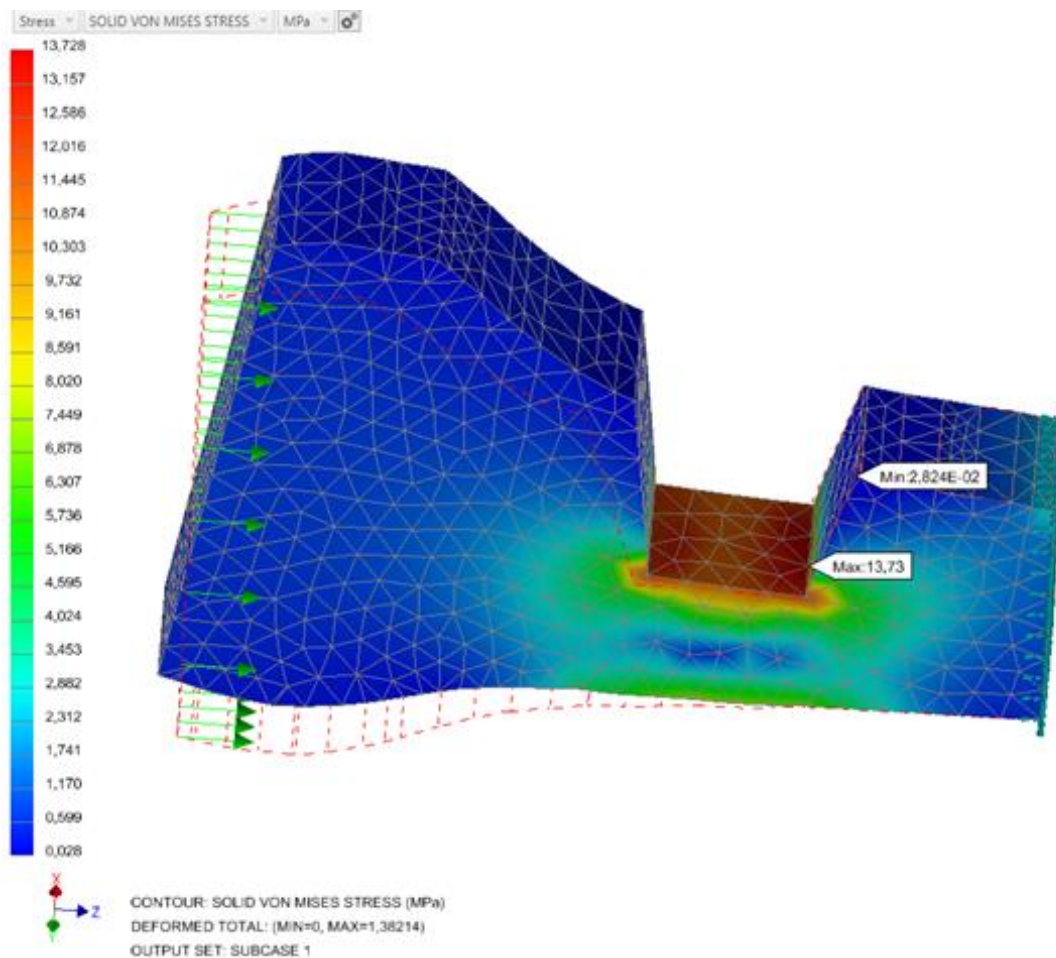 Stress SOLID VON MISES STRESS MPa
13,728
13,157
12,586
12,016
11,445
10,874
10,303
9,732
9,161
8,591
8,020
7,449
6,878
6,307
5,736
5,166
4,595
4,024
3,453
2,882
2,312
1,741
1,170
0,599
0,028
Min:2,824E-02
Max:13,73
X
Z
Y
CONTOUR: SOLID VON MISES STRESS (MPa)
DEFORMED TOTAL: (MIN=0, MAX=1,38214)
OUTPUT SET: SUBCASE 1